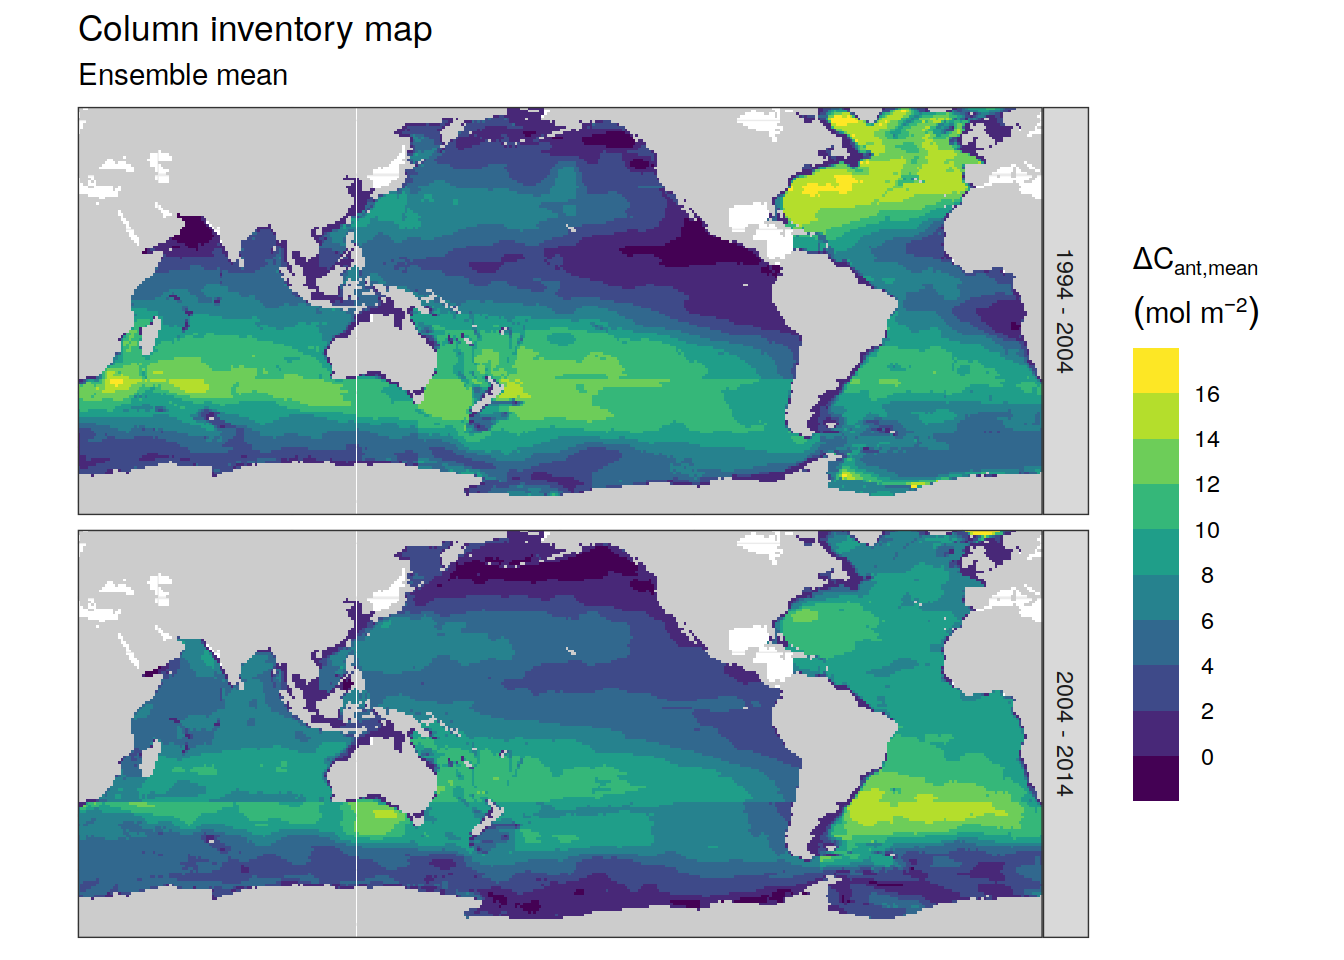 Column inventory map
Ensemble mean
1994 - 2004
2004 - 2014
ΔCant,mean
(mol m−2)
16
14
12
10
8
6
4
2
0